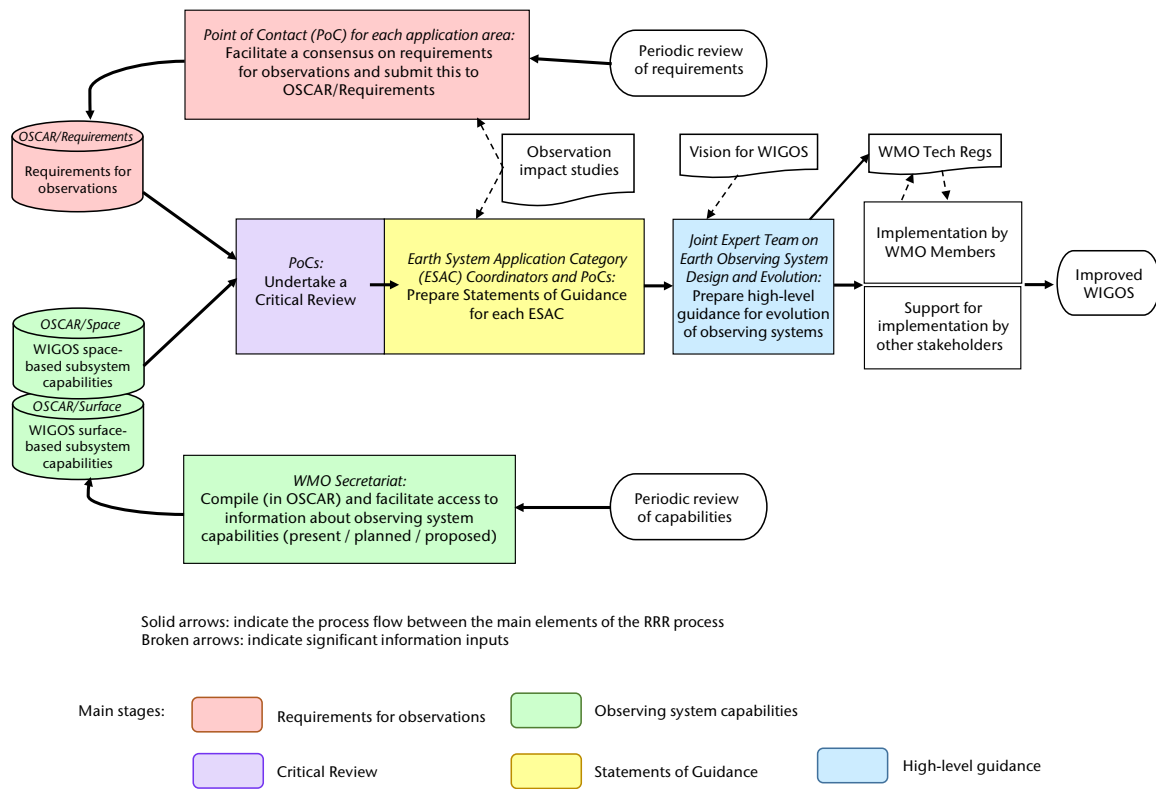 Point of Contact (PoC) for each application area:
Facilitate a consensus on requirements
for observations and submit this to
OSCAR/Requirements
Periodic review
of requirements
OSCAR/Requirements
Requirements for
observations
Observation
impact studies
Vision for WIGOS
WMO Tech Regs
PoCs:
Undertake a
Critical Review
Earth System Application Category
(ESAC) Coordinators and PoCs:
Prepare Statements of Guidance
for each ESAC
Joint Expert Team on
Earth Observing System
Design and Evolution:
Prepare high-level
guidance for evolution
of observing systems
Implementation by
WMO Members
Support for
implementation by
other stakeholders
Improved
WIGOS
OSCAR/Space
WIGOS space-
based subsystem
capabilities
OSCAR/Surface
WIGOS surface-
based subsystem
capabilities
WMO Secretariat:
Compile (in OSCAR) and facilitate access to
information about observing system
capabilities (present / planned / proposed)
Periodic review
of capabilities
Solid arrows: indicate the process flow between the main elements of the RRR process
Broken arrows: indicate significant information inputs
Main stages:
Requirements for observations
Observing system capabilities
Critical Review
Statements of Guidance
High-level guidance